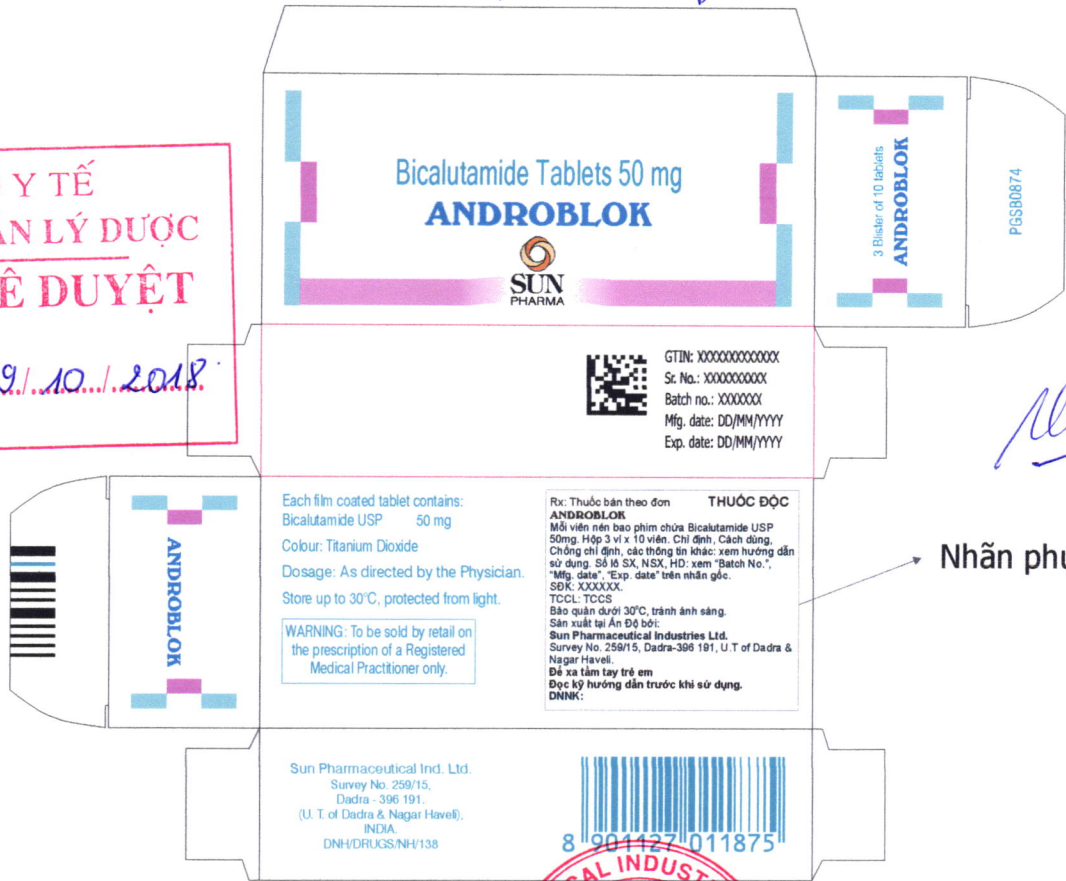 Y TẾ
LÝ DƯỢC
DUYỆT
9/10/2018
Bicalutamide Tablets 50 mg
ANDROBLOK
SUN
PHARMA
3 Blister of 10 tablets
ANDROBLOK
PGSB0874
GTIN: XXXXXXXXXXXXX
Sr. No.: XXXXXXXXXX
Batch no.: XXXXXXX
Mfg. date: DD/MM/YYYY
Exp. date: DD/MM/YYYY
ANDROBLOK
Each film coated tablet contains:
Bicalutamide USP 50 mg
Colour: Titanium Dioxide
Dosage: As directed by the Physician.
Store up to 30°C, protected from light.
WARNING: To be sold by retail on
the prescription of a Registered
Medical Practitioner only.
Rx: Thuốc bán theo đơn THUỐC ĐỘC
ANDROBLOK
Mỗi viên nén bao phim chứa Bicalutamide USP
50mg. Hộp 3 vỉ x 10 viên. Chỉ định, Cách dùng,
Chống chỉ định, các thông tin khác: xem hướng dẫn
sử dụng. Số lô SX, NSX, HD: xem "Batch No.",
"Mfg. date", "Exp. date" trên nhãn gốc.
SĐK: XXXXXX.
TCCL: TCCS
Bảo quản dưới 30°C, tránh ánh sáng.
Sản xuất tại Ấn Độ bởi:
Sun Pharmaceutical Industries Ltd.
Survey No. 259/15, Dadra-396 191, U.T of Dadra &
Nagar Haveli.
Để xa tầm tay trẻ em
Đọc kỹ hướng dẫn trước khi sử dụng.
DNNK:
Nhãn phụ
Sun Pharmaceutical Ind. Ltd.
Survey No. 259/15,
Dadra - 396 191.
(U. T. of Dadra & Nagar Haveli),
INDIA.
DNH/DRUGS/NH/138
8 901127 011875